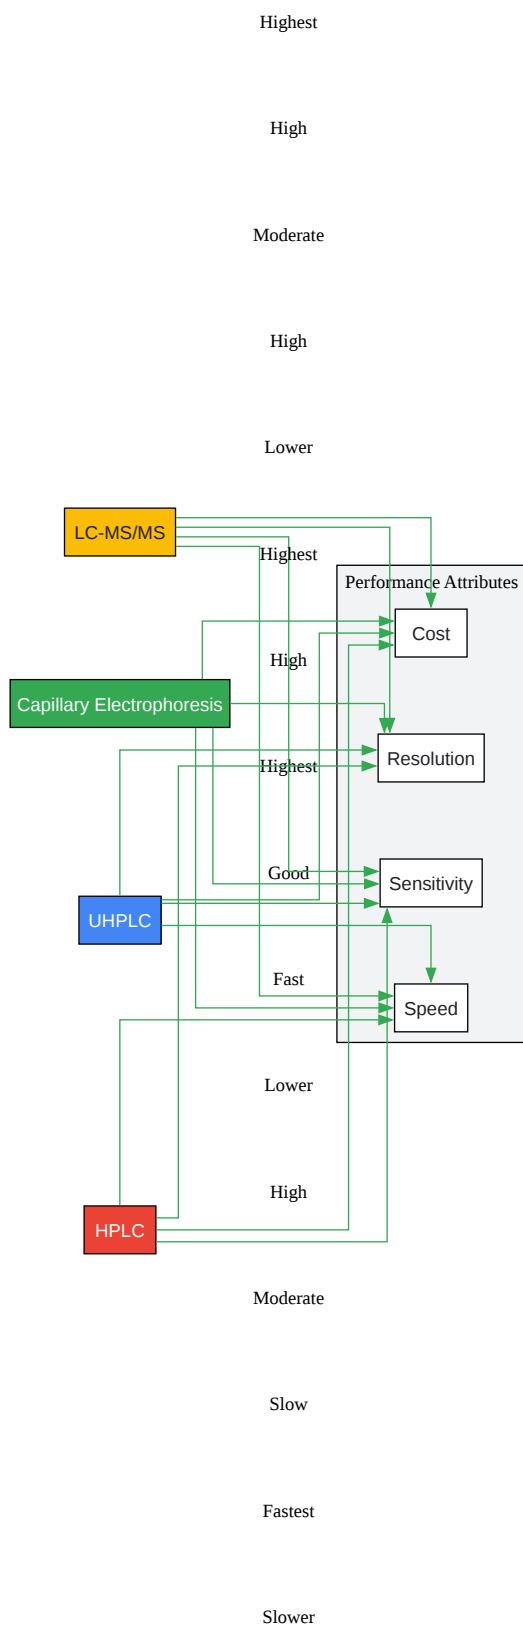 Highest
High
Moderate
High
Lower
LC-MS/MS
Highest
Performance Attributes
Cost
High
Capillary Electrophoresis
Resolution
Highest
Good
Sensitivity
UHPLC
Fast
Speed
Lower
High
HPLC
Moderate
Slow
Fastest
Slower